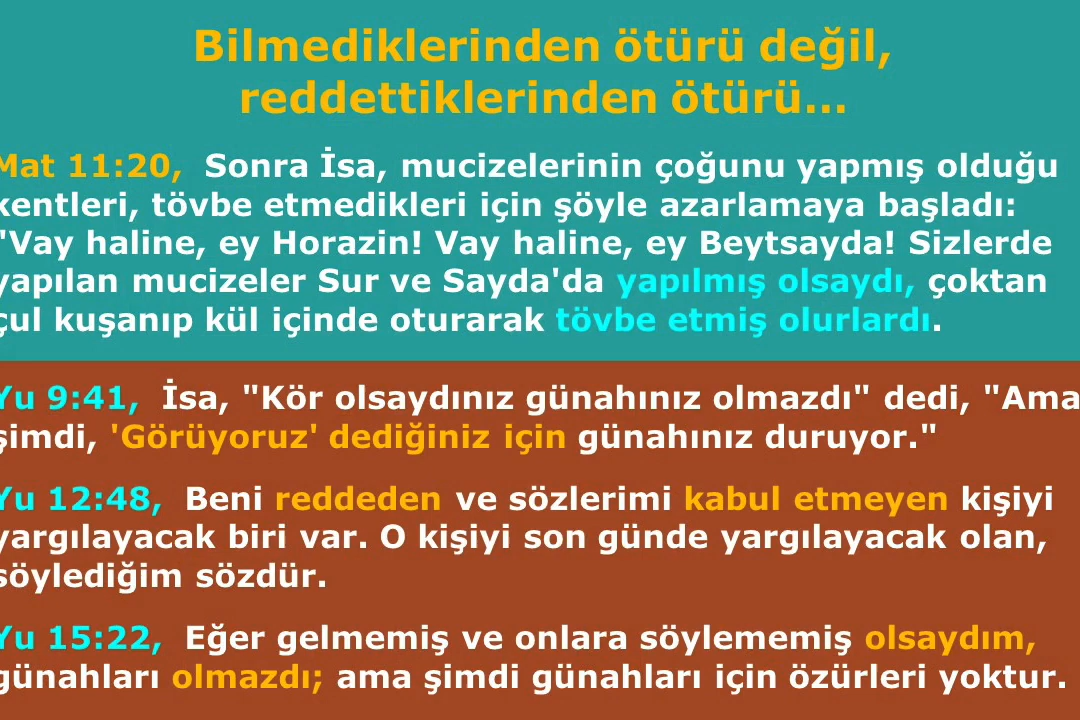 Bilmediklerinden ötürü değil,
reddettiklerinden ötürü...
Mat 11:20, Sonra İsa, mucizelerinin çoğunu yapmış olduğu
kentleri, tövbe etmedikleri için şöyle azarlamaya başladı:
"Vay haline, ey Horazin! Vay haline, ey Beytsayda! Sizlerde
yapılan mucizeler Sur ve Sayda'da yapılmış olsaydı, çoktan
çul kuşanıp kül içinde oturarak tövbe etmiş olurlardı.
Yu 9:41, İsa, "Kör olsaydınız günahınız olmazdı" dedi, "Ama
şimdi, 'Görüyoruz' dediğiniz için günahınız duruyor."
Yu 12:48, Beni reddeden ve sözlerimi kabul etmeyen kişiyi
yargılayacak biri var. O kişiyi son günde yargılayacak olan,
söylediğim sözdür.
Yu 15:22, Eğer gelmemiş ve onlara söylememiş olsaydım,
günahları olmazdı; ama şimdi günahları için özürleri yoktur.